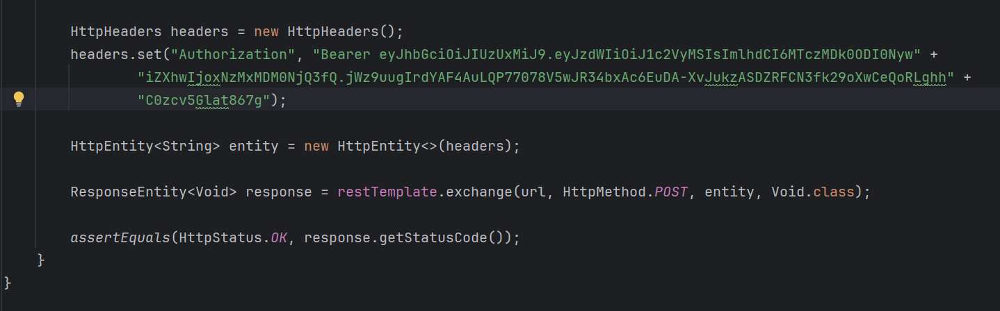 HttpHeaders headers = new HttpHeaders();
headers.set("Authorization", "Bearer eyJhbGciOiJIUzUxMiJ9.eyJzdWIiOiJ1c2VyMSIsImlhdCI6MTczMDk0ODI0Nyw" +
"iZXhwIjoxNzMxMDM0NjQ3fQ.jWz9uugIrdYAF4AuLQP77078V5wJR34bxAc6EuDA-XvJukzASDZRFCN3fk29oXwCeQoRLghh" +
"C0zcv5Glat867g");
HttpEntity<String> entity = new HttpEntity<>(headers);
ResponseEntity<Void> response = restTemplate.exchange(url, HttpMethod.POST, entity, Void.class);
assertEquals(HttpStatus.OK, response.getStatusCode());
}
}